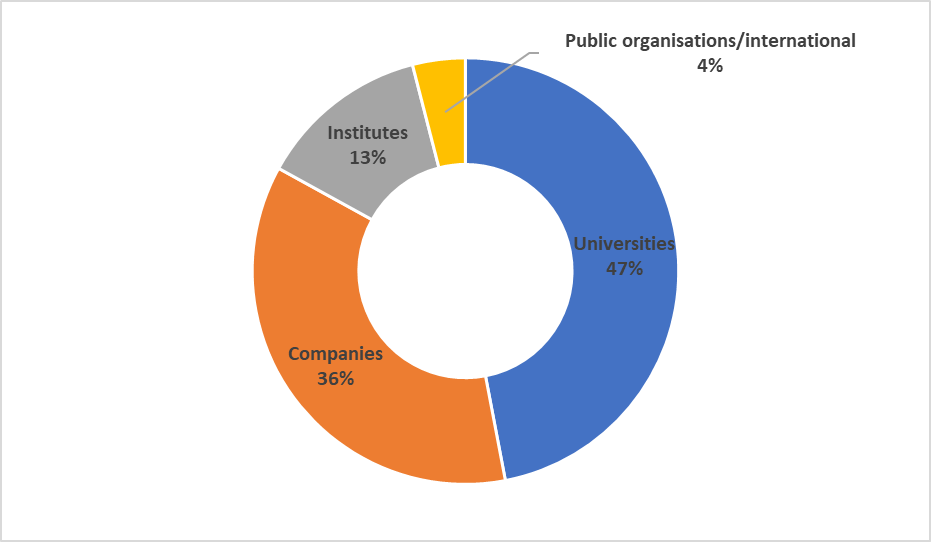 Public organisations/international
4%
Institutes
13%
Universities
47%
Companies
36%